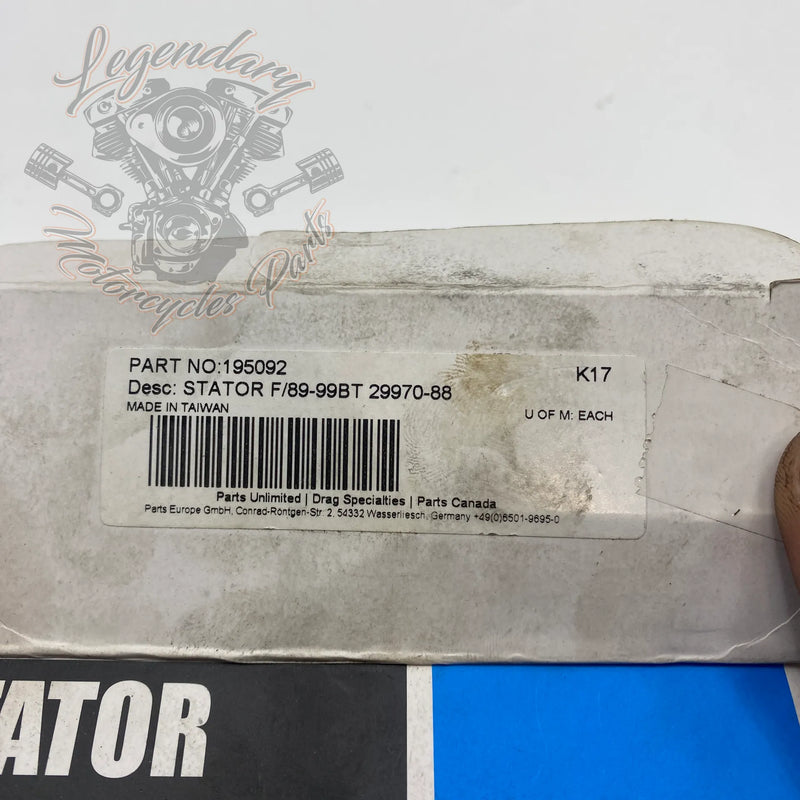 Legendary
Motorcycles Parts
PART NO:195092
K17
Desc: STATOR F/89-99BT 29970-88
MADE IN TAIWAN
U OF M: EACH
Parts Unlimited | Drag Specialties | Parts Canada
Parts Europe GmbH, Conrad-Röntgen-Str. 2, 54332 Wasserliesch, Germany +49(0)6501-9695-0
TATOR